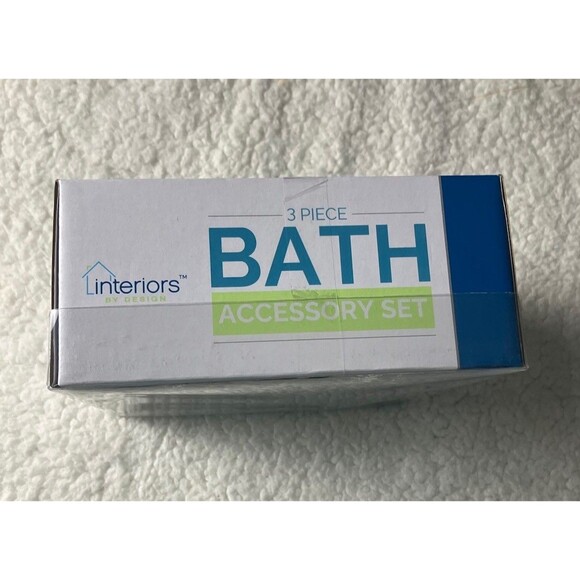 interiors™
BY DESIGN
3 PIECE
BATH
ACCESSORY SET